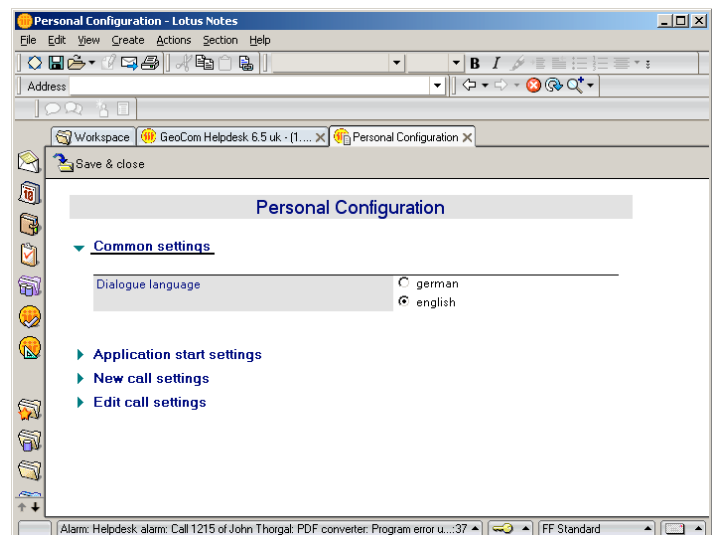 Personal Configuration - Lotus Notes
File Edit View Create Actions Section Help
B I
Address
Workspace GeoCom Helpdesk 6.5 uk - (1.... Personal Configuration
Save & close
18
Personal Configuration
Common settings
Dialogue language german
english
Application start settings
New call settings
Edit call settings
Alarm: Helpdesk alarm: Call 1215 of John Thorgal: PDF converter: Program error u...:37 FF Standard